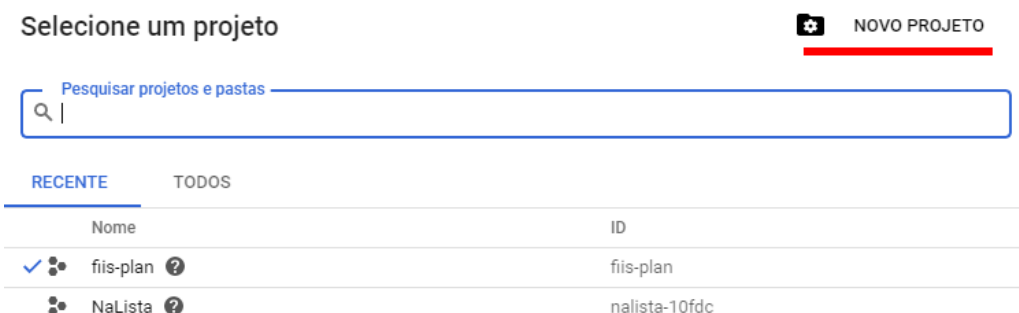 Selecione um projeto
NOVO PROJETO
Pesquisar projetos e pastas
RECENTE TODOS
Nome ID
fiis-plan fiis-plan
NaLista nalista-10fdc